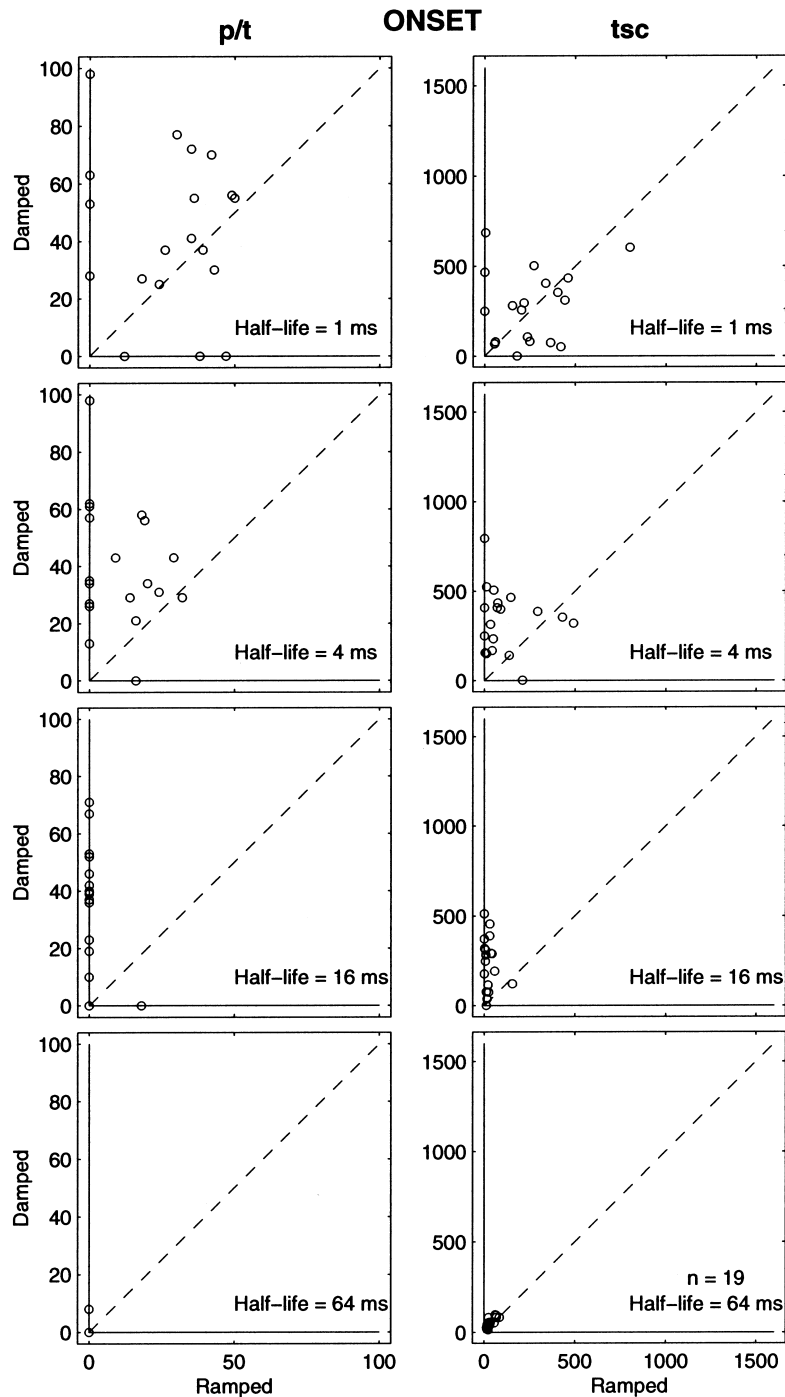 ONSET
p/t
tsc
100
80
60
40
20
0
Damped
Half-life = 1 ms
1500
1000
500
0
Damped
Half-life = 1 ms
100
80
60
40
20
0
Damped
Half-life = 4 ms
1500
1000
500
0
Half-life = 4 ms
100
80
60
40
20
0
Damped
Half-life = 16 ms
1500
1000
500
0
Half-life = 16 ms
100
80
60
40
20
0
Damped
Half-life = 64 ms
0 50 100
Ramped
1500
1000
500
0
n = 19
Half-life = 64 ms
0 500 1000 1500
Ramped